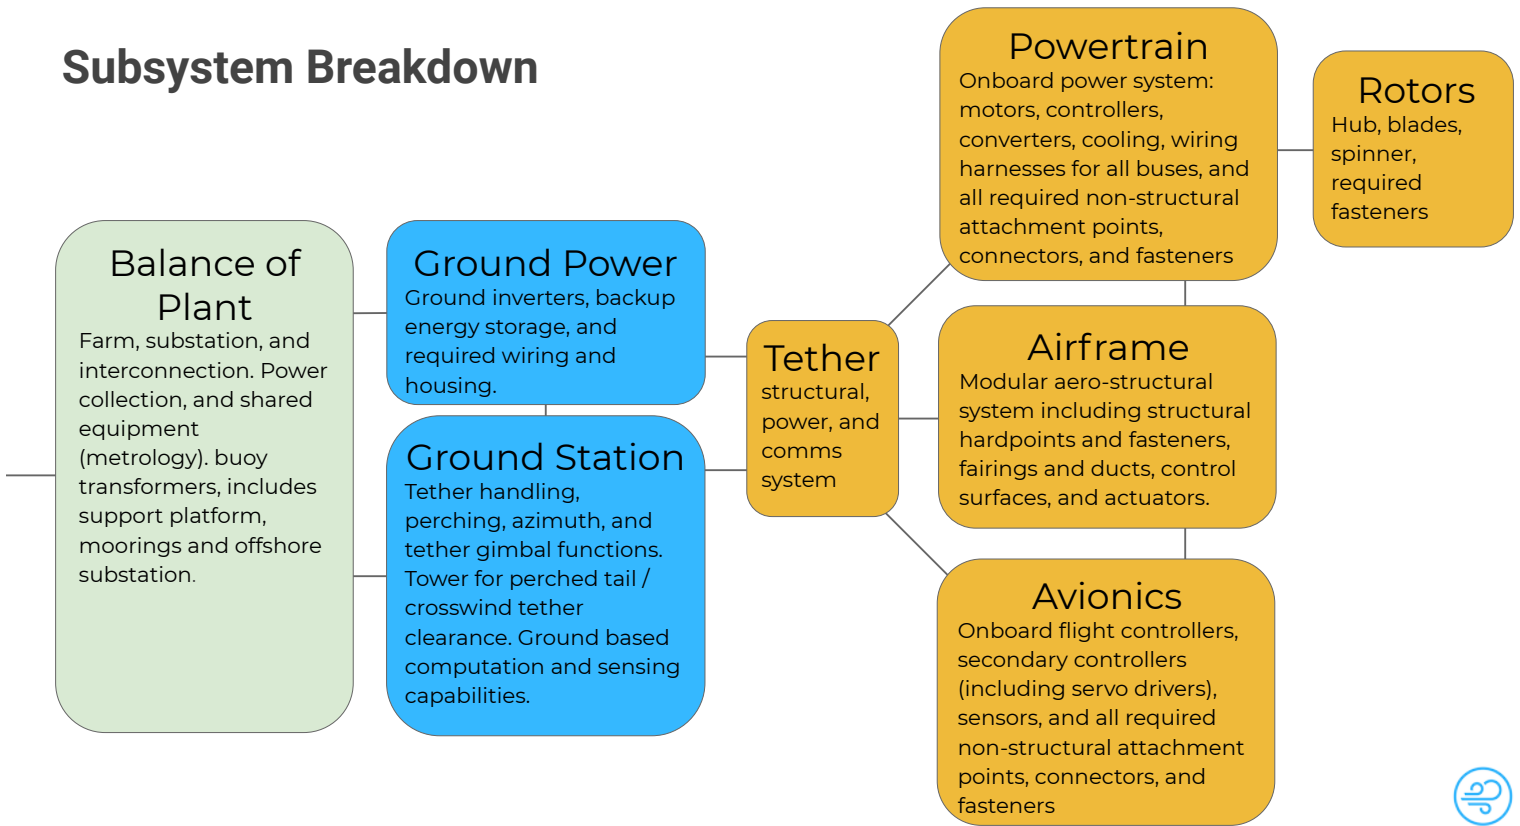 Subsystem Breakdown
Balance of
Plant
Farm, substation, and
interconnection. Power
collection, and shared
equipment
(metrology). buoy
transformers, includes
support platform,
moorings and offshore
substation.
Ground Power
Ground inverters, backup
energy storage, and
required wiring and
housing.
Ground Station
Tether handling,
perching, azimuth, and
tether gimbal functions.
Tower for perched tail /
crosswind tether
clearance. Ground based
computation and sensing
capabilities.
Tether
structural,
power, and
comms
system
Powertrain
Onboard power system:
motors, controllers,
converters, cooling, wiring
harnesses for all buses, and
all required non-structural
attachment points,
connectors, and fasteners
Rotors
Hub, blades,
spinner,
required
fasteners
Airframe
Modular aero-structural
system including structural
hardpoints and fasteners,
fairings and ducts, control
surfaces, and actuators.
Avionics
Onboard flight controllers,
secondary controllers
(including servo drivers),
sensors, and all required
non-structural attachment
points, connectors, and
fasteners